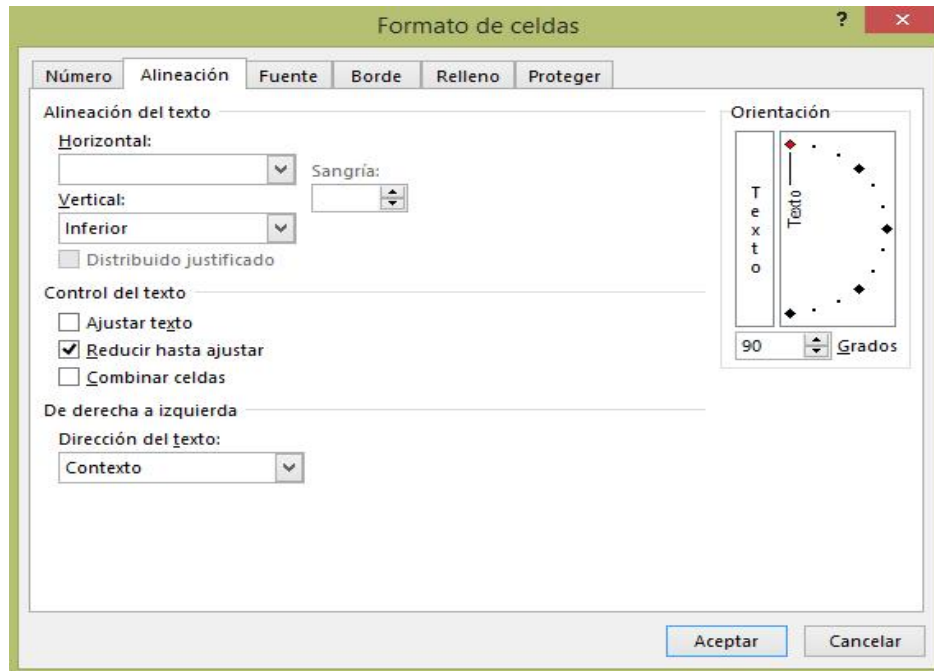 Formato de celdas
? ×
Número Alineación Fuente Borde Relleno Proteger
Alineación del texto
Horizontal:
Sangría:
Vertical:
Inferior
Distribuido justificado
Control del texto
Ajustar texto
Reducir hasta ajustar
Combinar celdas
De derecha a izquierda
Dirección del texto:
Contexto
Orientación
Texto
Texto
90 Grados
Aceptar Cancelar